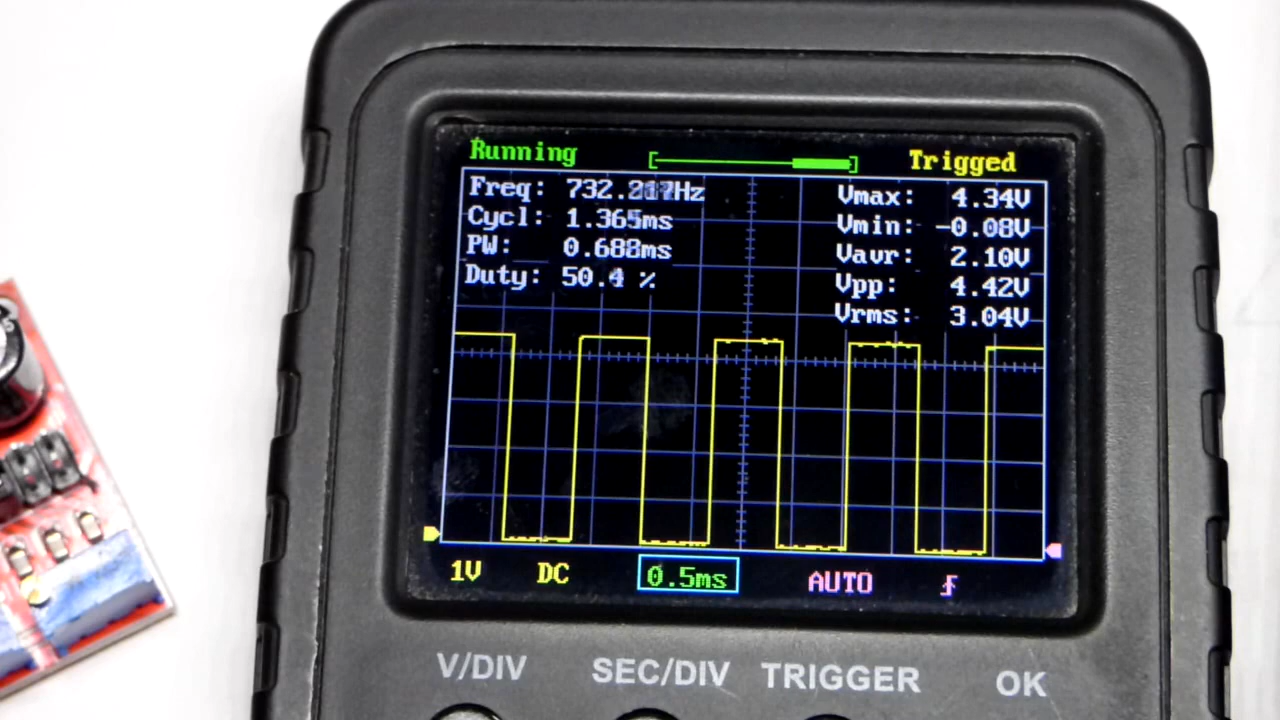 Running Trigged
Freq: Vmax: 4.34V
Cycl: 1.365ms Vmin: -0.08V
PW: 0.688ms Vavr: 2.10V
Duty: 50.4 % Vpp: 4.42V
Vrms: 3.04V
1V DC 0.5ms AUTO
V/DIV SEC/DIV TRIGGER OK